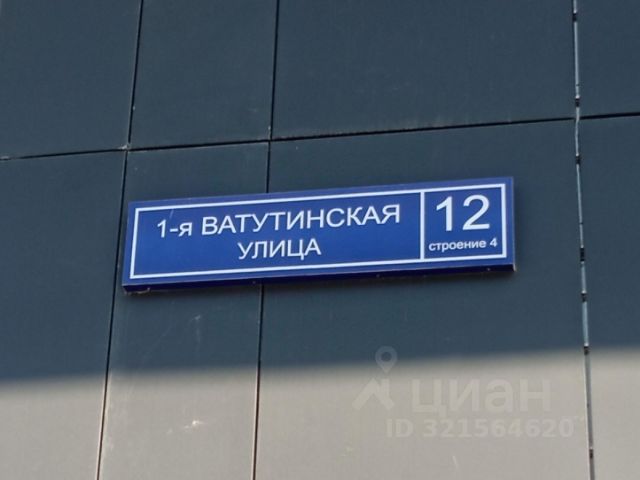 1-я ВАТУТИНСКАЯ
УЛИЦА
12
строение 4
циан
ID 321564620